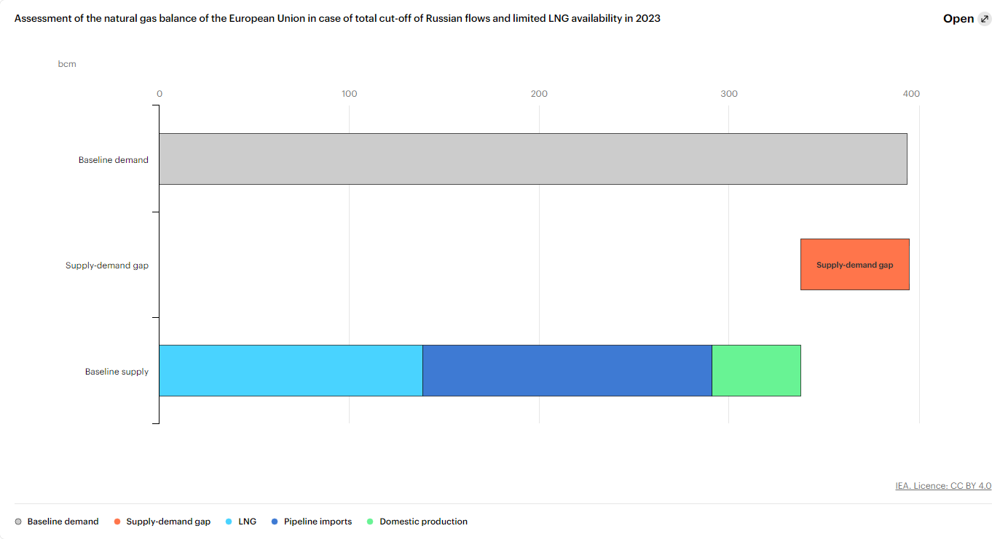 Assessment of the natural gas balance of the European Union in case of total cut-off of Russian flows and limited LNG availability in 2023
Open
bcm
0 100 200 300 400
Baseline demand
Supply-demand gap
Supply-demand gap
Baseline supply
IEA. Licence: CC BY 4.0
Baseline demand Supply-demand gap LNG Pipeline imports Domestic production